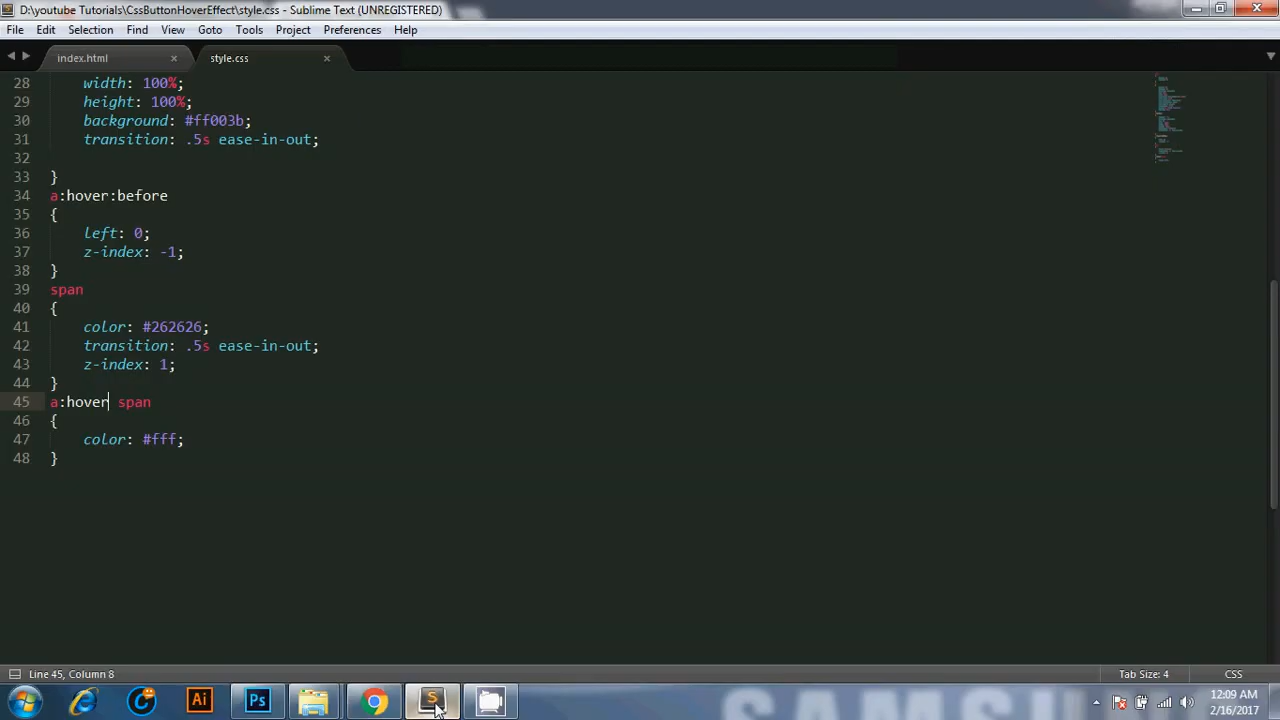 D:\youtube Tutorials\CssButtonHoverEffect\style.css - Sublime Text (UNREGISTERED)
File Edit Selection Find View Goto Tools Project Preferences Help
index.html × style.css ×
28 width: 100%;
29 height: 100%;
30 background: #ff003b;
31 transition: .5s ease-in-out;
32
33 }
34 a:hover:before
35 {
36 left: 0;
37 z-index: -1;
38 }
39 span
40 {
41 color: #262626;
42 transition: .5s ease-in-out;
43 z-index: 1;
44 }
45 a:hover span
46 {
47 color: #fff;
48 }
Line 45, Column 8 Tab Size: 4 CSS
Ai Ps S
12:09 AM
2/16/2017